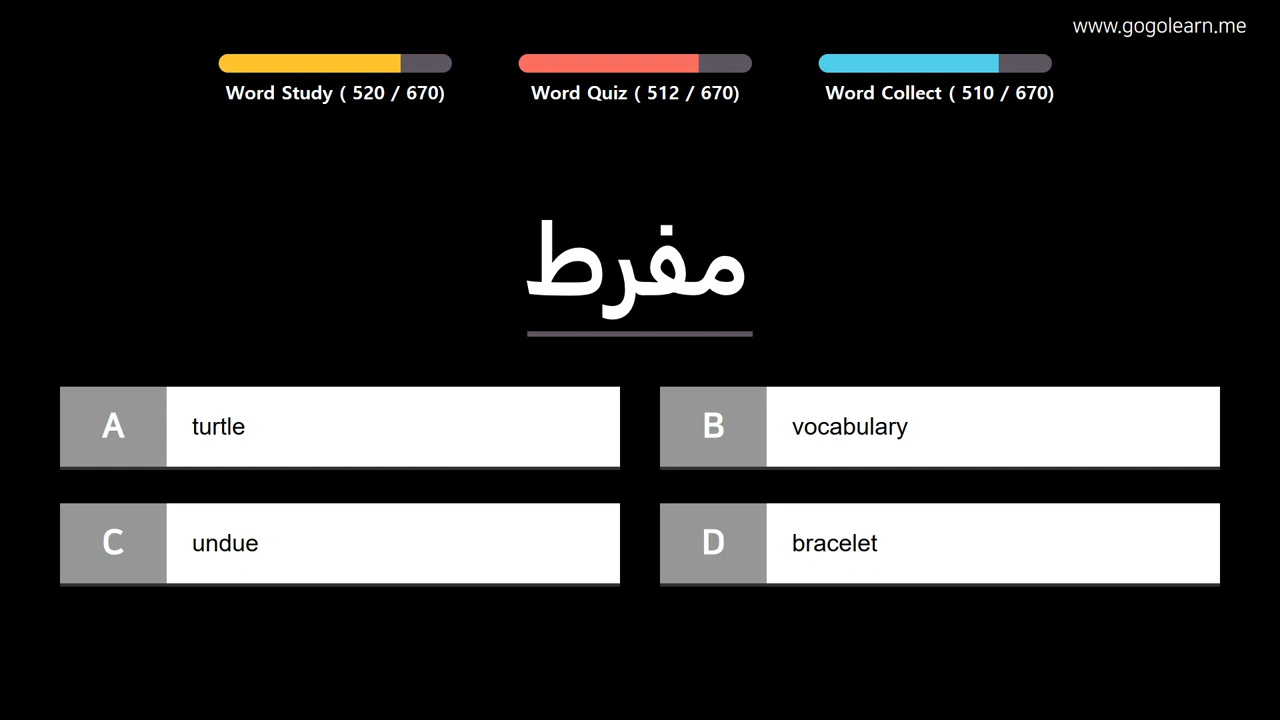 www.gogolearn.me
Word Study ( 520 / 670)
Word Quiz ( 512 / 670)
Word Collect ( 510 / 670)
مفرط
A turtle
B vocabulary
C undue
D bracelet